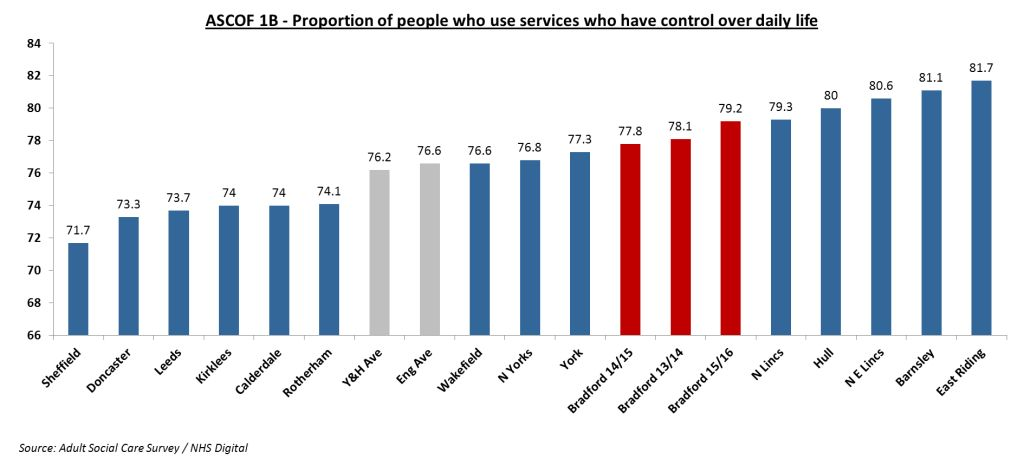 ASCOF 1B - Proportion of people who use services who have control over daily life
84
82
80
78
76
74
72
70
68
66
71.7
73.3
73.7
74
74
74.1
76.2
76.6
76.6
76.8
77.3
77.8
78.1
79.2
79.3
80
80.6
81.1
81.7
Sheffield
Doncaster
Leeds
Kirklees
Calderdale
Rotherham
Y&H Ave
Eng Ave
Wakefield
N Yorks
York
Bradford 14/15
Bradford 13/14
Bradford 15/16
N Lincs
Hull
N E Lincs
Barnsley
East Riding
Source: Adult Social Care Survey / NHS Digital